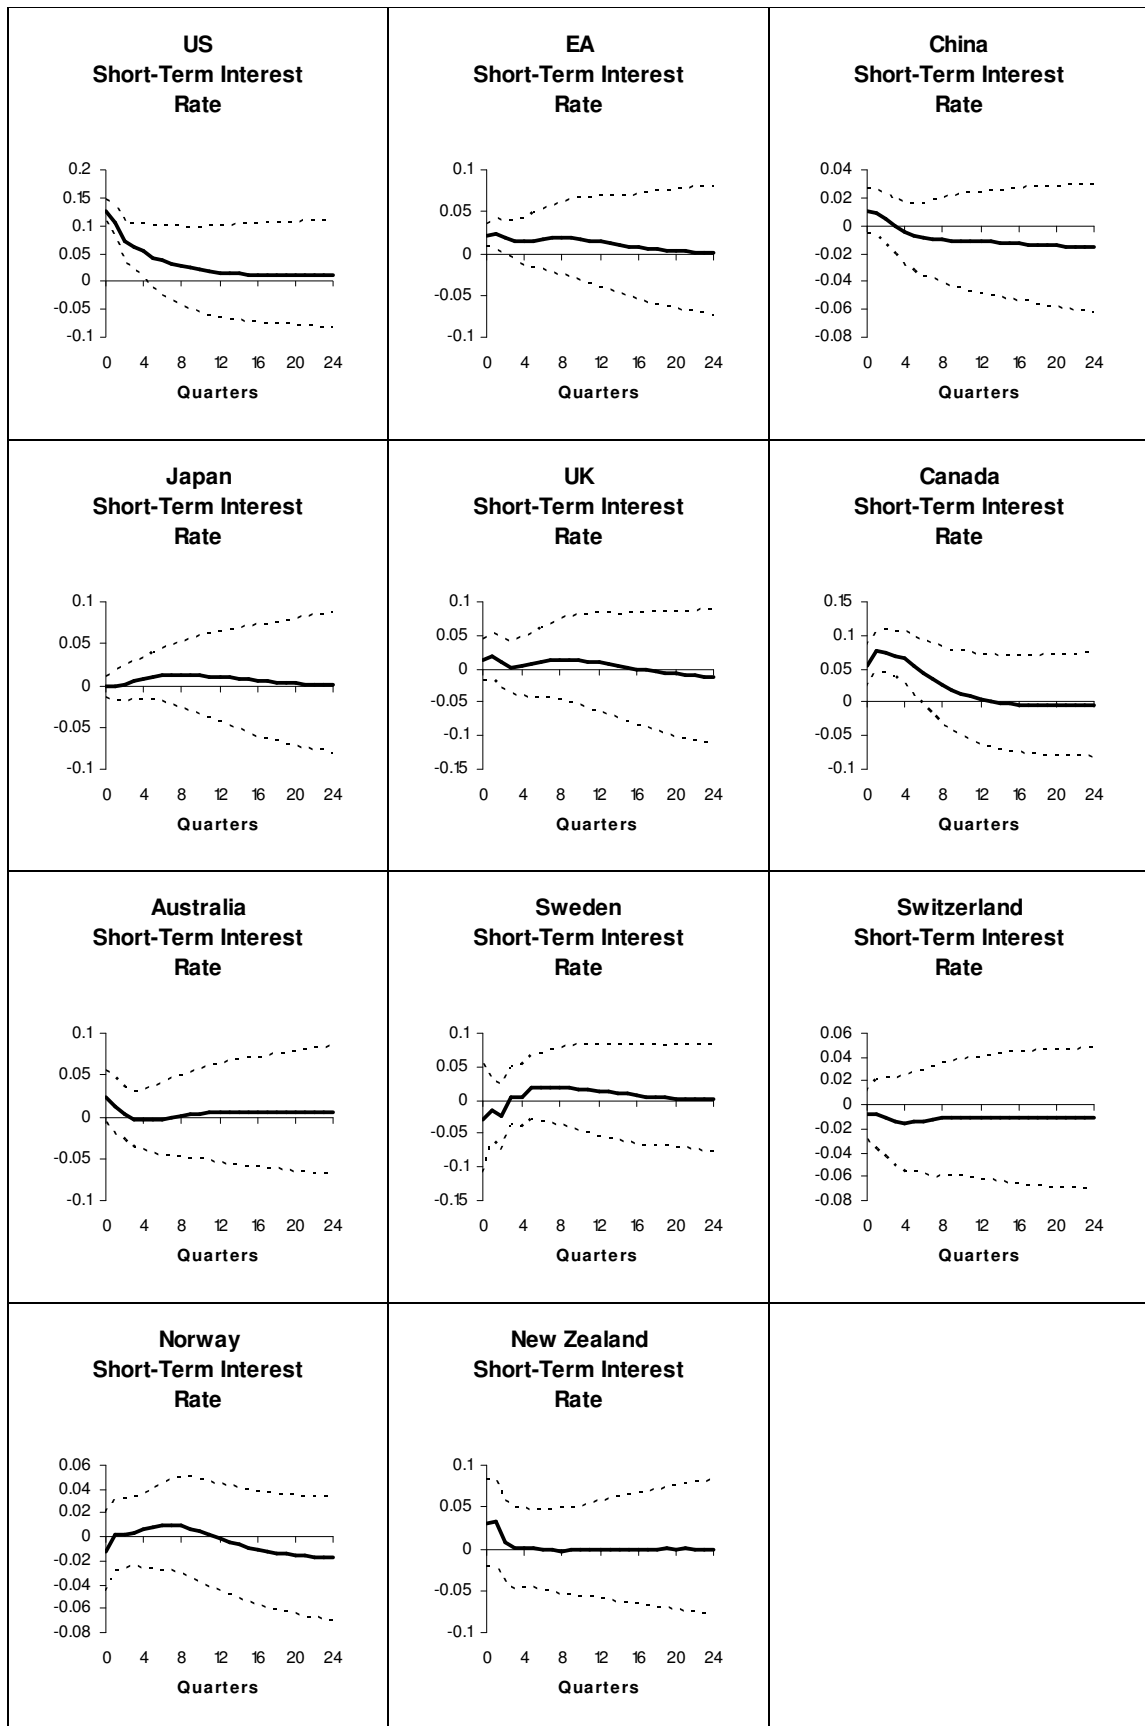 US
Short-Term Interest
Rate
0.2
0.15
0.1
0.05
0
-0.05
-0.1
0 4 8 12 16 20 24
Quarters
EA
Short-Term Interest
Rate
0.1
0.05
0
-0.05
-0.1
0 4 8 12 16 20 24
Quarters
China
Short-Term Interest
Rate
0.04
0.02
0
-0.02
-0.04
-0.06
-0.08
0 4 8 12 16 20 24
Quarters
Japan
Short-Term Interest
Rate
0.1
0.05
0
-0.05
-0.1
0 4 8 12 16 20 24
Quarters
UK
Short-Term Interest
Rate
0.1
0.05
0
-0.05
-0.1
-0.15
0 4 8 12 16 20 24
Quarters
Canada
Short-Term Interest
Rate
0.15
0.1
0.05
0
-0.05
-0.1
0 4 8 12 16 20 24
Quarters
Australia
Short-Term Interest
Rate
0.1
0.05
0
-0.05
-0.1
0 4 8 12 16 20 24
Quarters
Sweden
Short-Term Interest
Rate
0.1
0.05
0
-0.05
-0.1
-0.15
0 4 8 12 16 20 24
Quarters
Switzerland
Short-Term Interest
Rate
0.06
0.04
0.02
0
-0.02
-0.04
-0.06
-0.08
0 4 8 12 16 20 24
Quarters
Norway
Short-Term Interest
Rate
0.06
0.04
0.02
0
-0.02
-0.04
-0.06
-0.08
0 4 8 12 16 20 24
Quarters
New Zealand
Short-Term Interest
Rate
0.1
0.05
0
-0.05
-0.1
0 4 8 12 16 20 24
Quarters